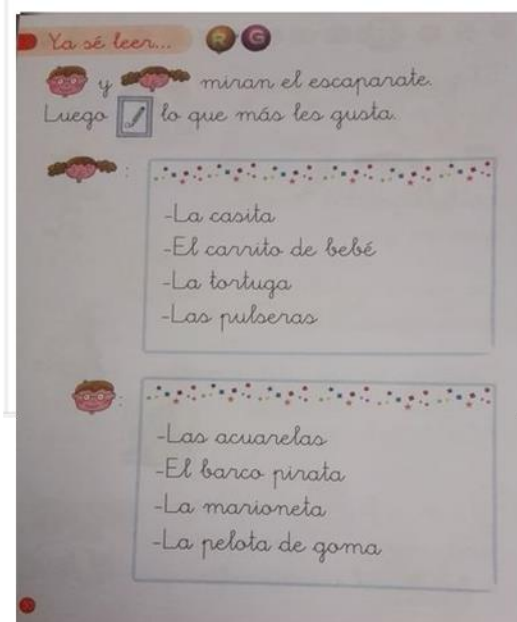 Ya sé leer... R G
y miran el escaparate.
Luego lo que más les gusta.
:
-La casita
-El carrito de bebé
-La tortuga
-Las pulseras
:
-Las acuarelas
-El barco pirata
-La marioneta
-La pelota de goma